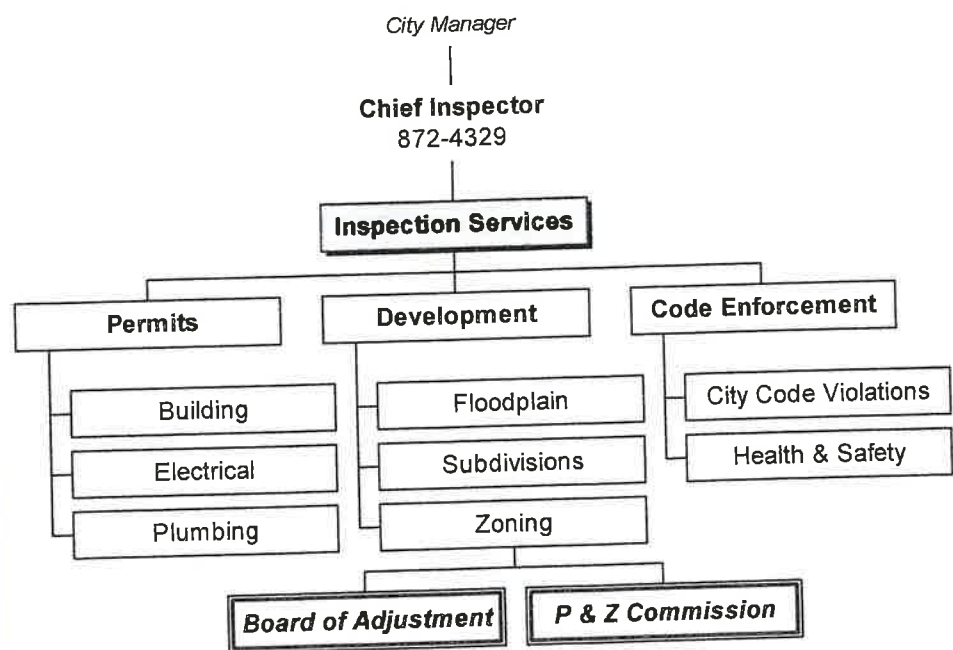 City Manager
Chief Inspector
872-4329
Inspection Services
Permits
Development
Code Enforcement
Building
Floodplain
City Code Violations
Electrical
Subdivisions
Health & Safety
Plumbing
Zoning
Board of Adjustment
P & Z Commission